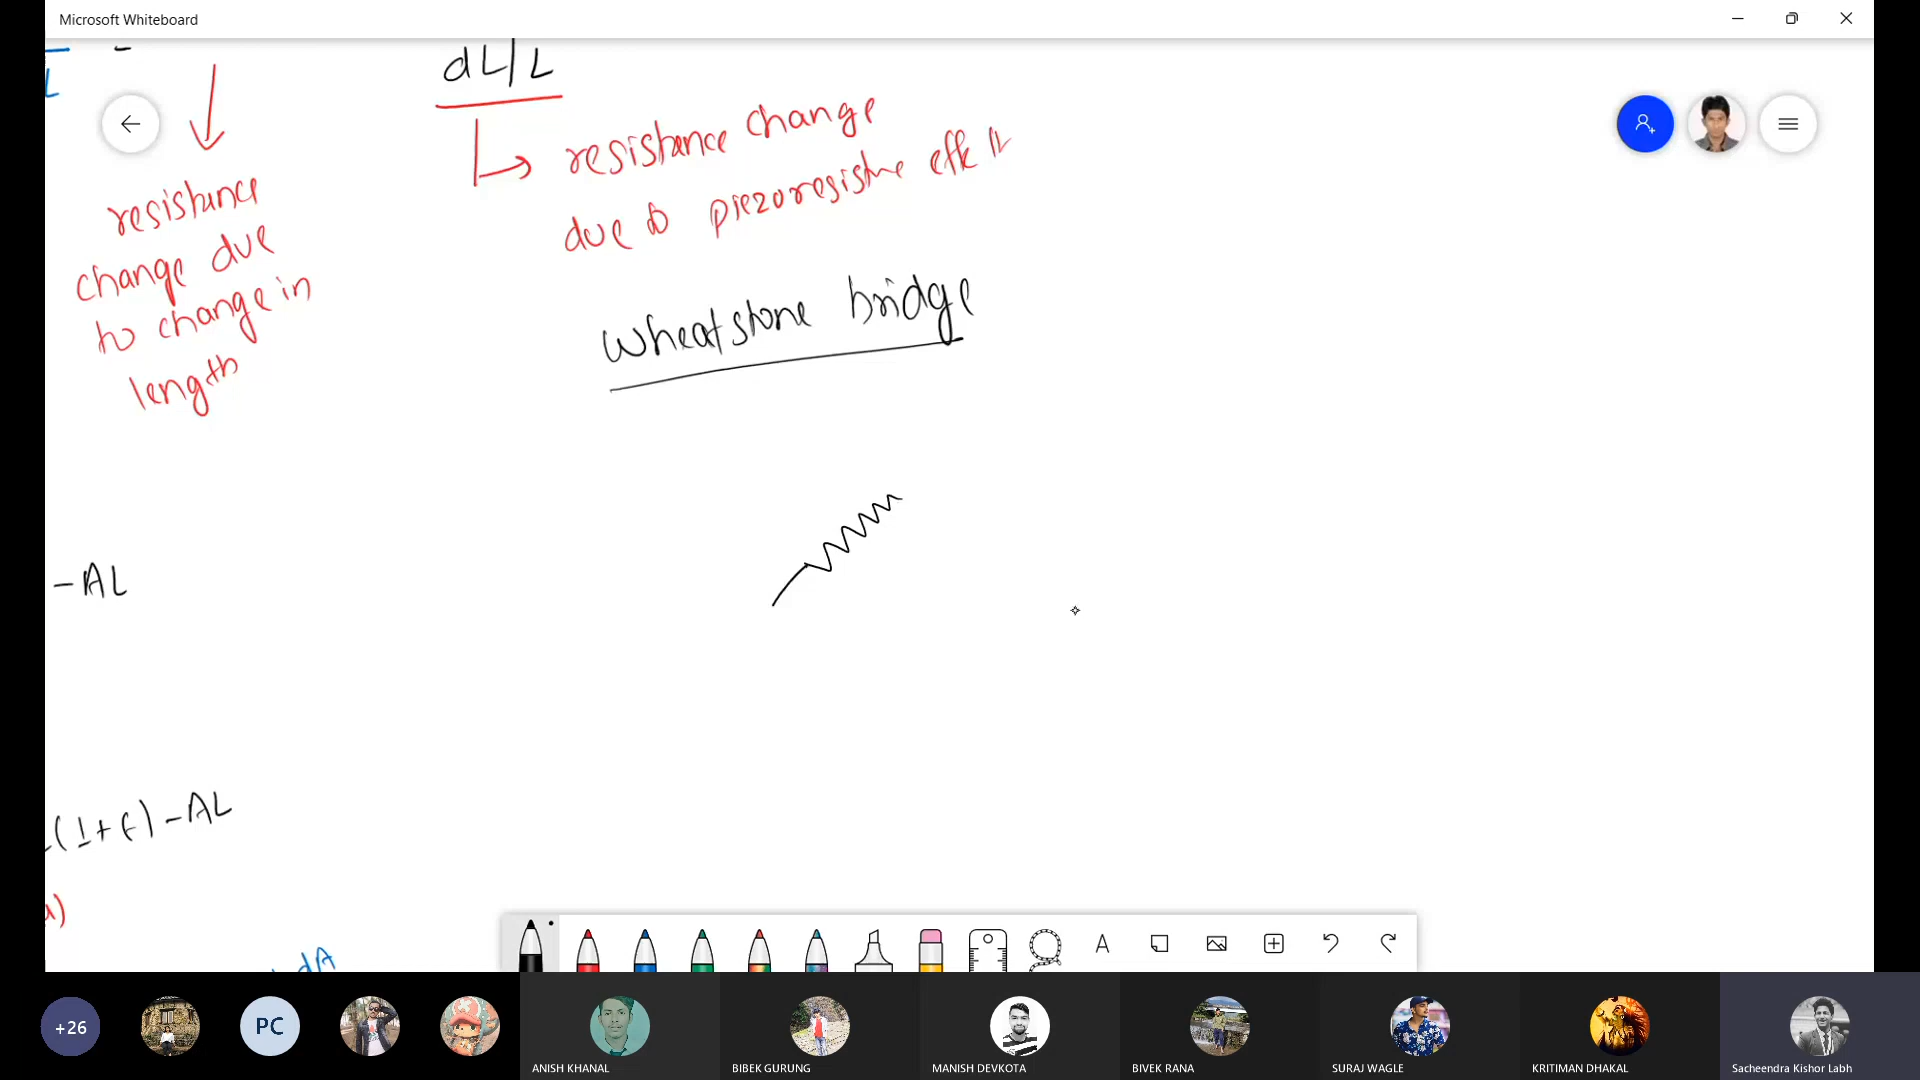 Microsoft Whiteboard
L
dL/L
resistance change
due to piezoresistive effect
resistance
change due
to change in
length
wheatstone bridge
-AL
(1+ε) -AL
dA
+26
PC
ANISH KHANAL
BIBEK GURUNG
MANISH DEVKOTA
BIVEK RANA
SURAJ WAGLE
KRITIMAN DHAKAL
Sacheendra Kishor Labh